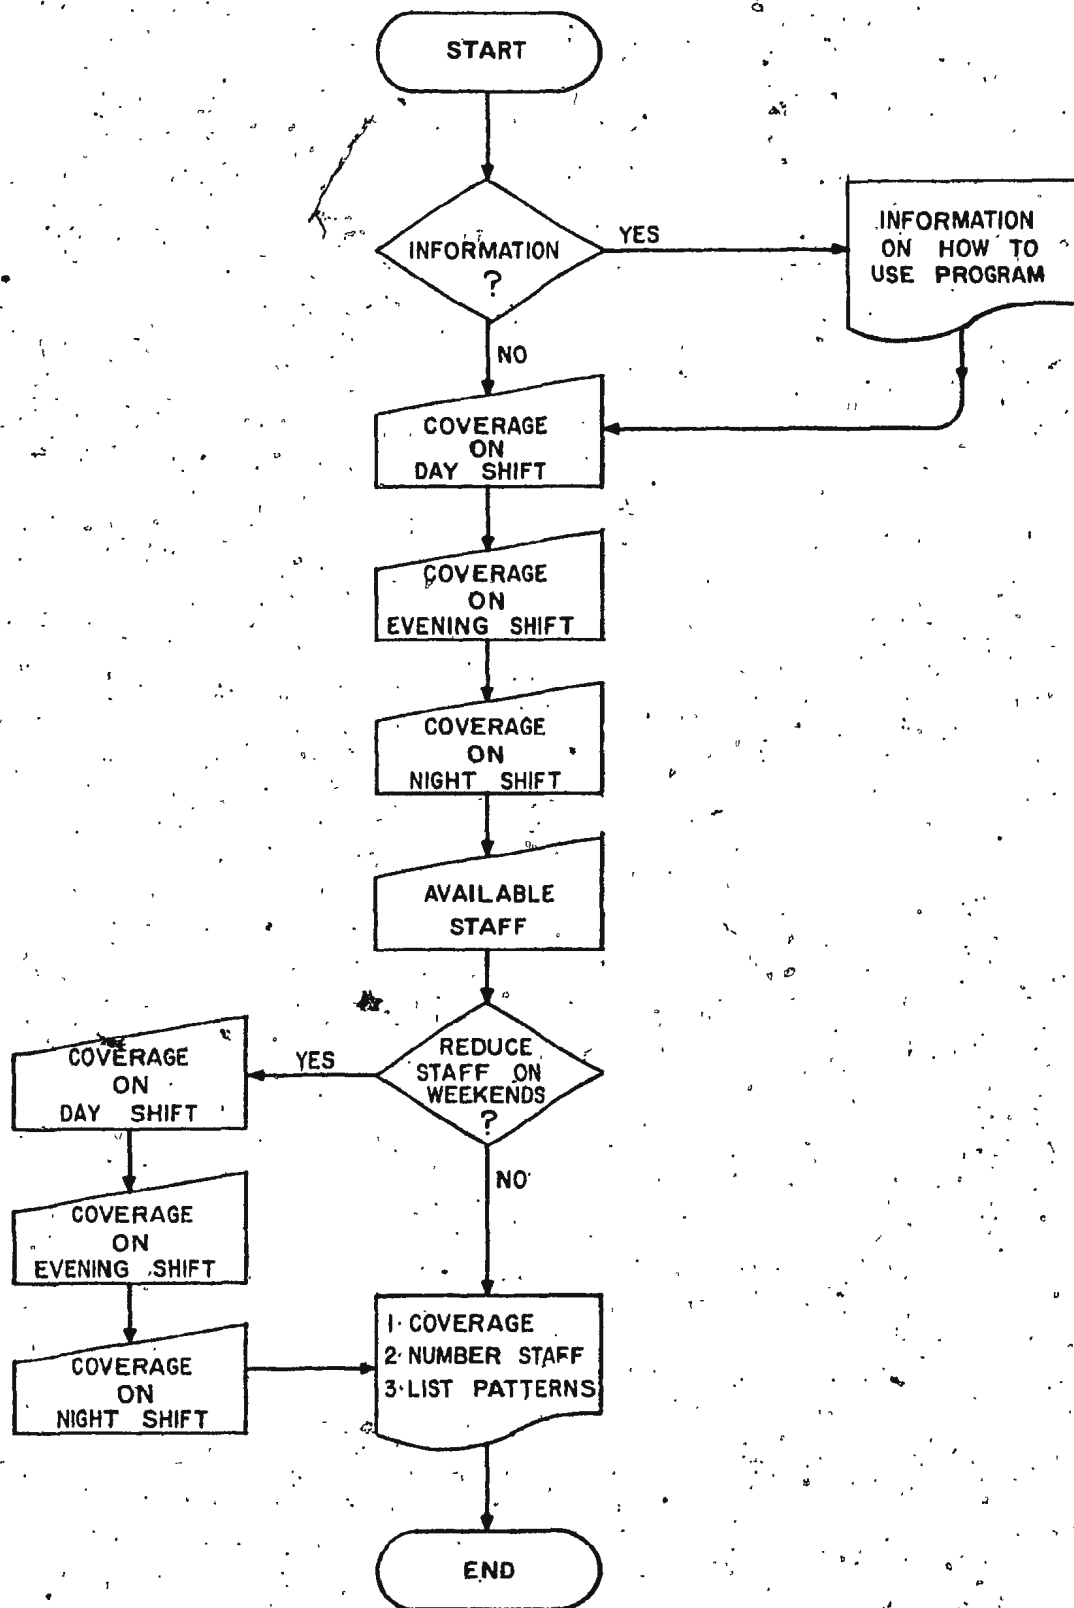 START
INFORMATION
?
YES
INFORMATION
ON HOW TO
USE PROGRAM
NO
COVERAGE
ON
DAY SHIFT
COVERAGE
ON
EVENING SHIFT
COVERAGE
ON
NIGHT SHIFT
AVAILABLE
STAFF
REDUCE
STAFF ON
WEEKENDS
?
YES
COVERAGE
ON
DAY SHIFT
COVERAGE
ON
EVENING SHIFT
COVERAGE
ON
NIGHT SHIFT
NO
1. COVERAGE
2. NUMBER STAFF
3. LIST PATTERNS
END